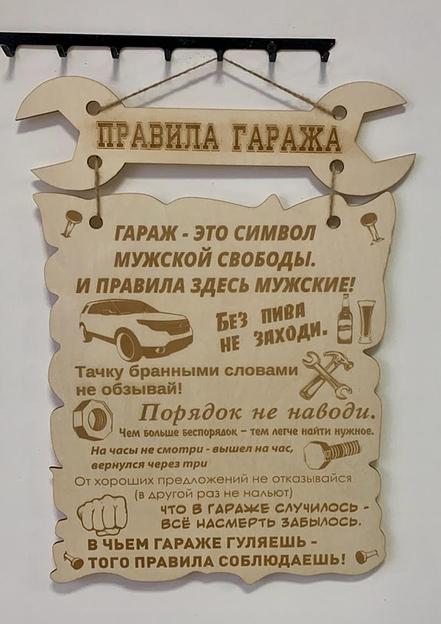 ПРАВИЛА ГАРАЖА
ГАРАЖ - ЭТО СИМВОЛ
МУЖСКОЙ СВОБОДЫ.
И ПРАВИЛА ЗДЕСЬ МУЖСКИЕ!
БЕЗ ПИВА
НЕ ЗАХОДИ.
Тачку бранными словами
не обзывай!
Порядок не наводи.
Чем больше беспорядок – тем легче найти нужное.
На часы не смотри - вышел на час,
вернулся через три
От хороших предложений не отказывайся
(в другой раз не нальют)
ЧТО В ГАРАЖЕ СЛУЧИЛОСЬ -
ВСЁ НАСМЕРТЬ ЗАБЫЛОСЬ.
В ЧЬЕМ ГАРАЖЕ ГУЛЯЕШЬ -
ТОГО ПРАВИЛА СОБЛЮДАЕШЬ!